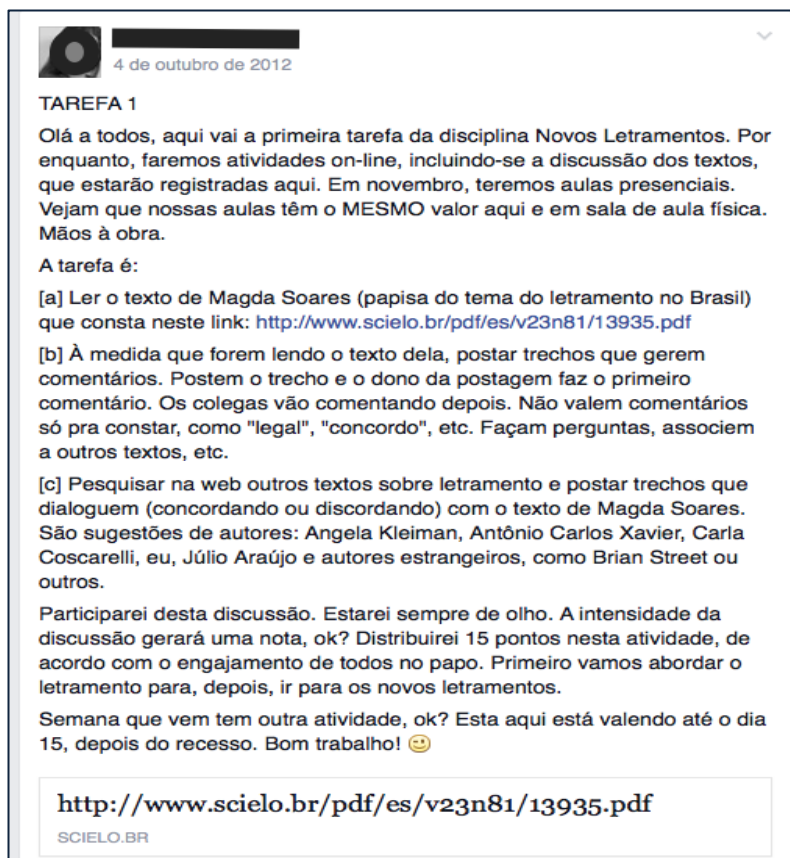 4 de outubro de 2012
TAREFA 1
Olá a todos, aqui vai a primeira tarefa da disciplina Novos Letramentos. Por
enquanto, faremos atividades on-line, incluindo-se a discussão dos textos,
que estarão registradas aqui. Em novembro, teremos aulas presenciais.
Vejam que nossas aulas têm o MESMO valor aqui e em sala de aula física.
Mãos à obra.
A tarefa é:
[a] Ler o texto de Magda Soares (papisa do tema do letramento no Brasil)
que consta neste link: http://www.scielo.br/pdf/es/v23n81/13935.pdf
[b] À medida que forem lendo o texto dela, postar trechos que gerem
comentários. Postem o trecho e o dono da postagem faz o primeiro
comentário. Os colegas vão comentando depois. Não valem comentários
só pra constar, como "legal", "concordo", etc. Façam perguntas, associem
a outros textos, etc.
[c] Pesquisar na web outros textos sobre letramento e postar trechos que
dialoguem (concordando ou discordando) com o texto de Magda Soares.
São sugestões de autores: Angela Kleiman, Antônio Carlos Xavier, Carla
Coscarelli, eu, Júlio Araújo e autores estrangeiros, como Brian Street ou
outros.
Participarei desta discussão. Estarei sempre de olho. A intensidade da
discussão gerará uma nota, ok? Distribuirei 15 pontos nesta atividade, de
acordo com o engajamento de todos no papo. Primeiro vamos abordar o
letramento para, depois, ir para os novos letramentos.
Semana que vem tem outra atividade, ok? Esta aqui está valendo até o dia
15, depois do recesso. Bom trabalho! 😉
http://www.scielo.br/pdf/es/v23n81/13935.pdf
SCIELO.BR